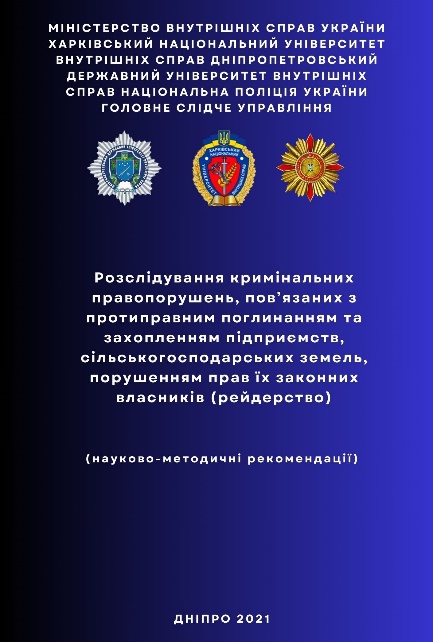 МІНІСТЕРСТВО ВНУТРІШНІХ СПРАВ УКРАЇНИ
ХАРКІВСЬКИЙ НАЦІОНАЛЬНИЙ УНІВЕРСИТЕТ
ВНУТРІШНІХ СПРАВ ДНІПРОПЕТРОВСЬКИЙ
ДЕРЖАВНИЙ УНІВЕРСИТЕТ ВНУТРІШНІХ
СПРАВ НАЦІОНАЛЬНА ПОЛІЦІЯ УКРАЇНИ
ГОЛОВНЕ СЛІДЧЕ УПРАВЛІННЯ
Розслідування кримінальних
правопорушень, пов’язаних з
протиправним поглинанням та
захопленням підприємств,
сільськогосподарських земель,
порушенням прав їх законних
власників (рейдерство)
(науково-методичні рекомендації)
ДНІПРО 2021